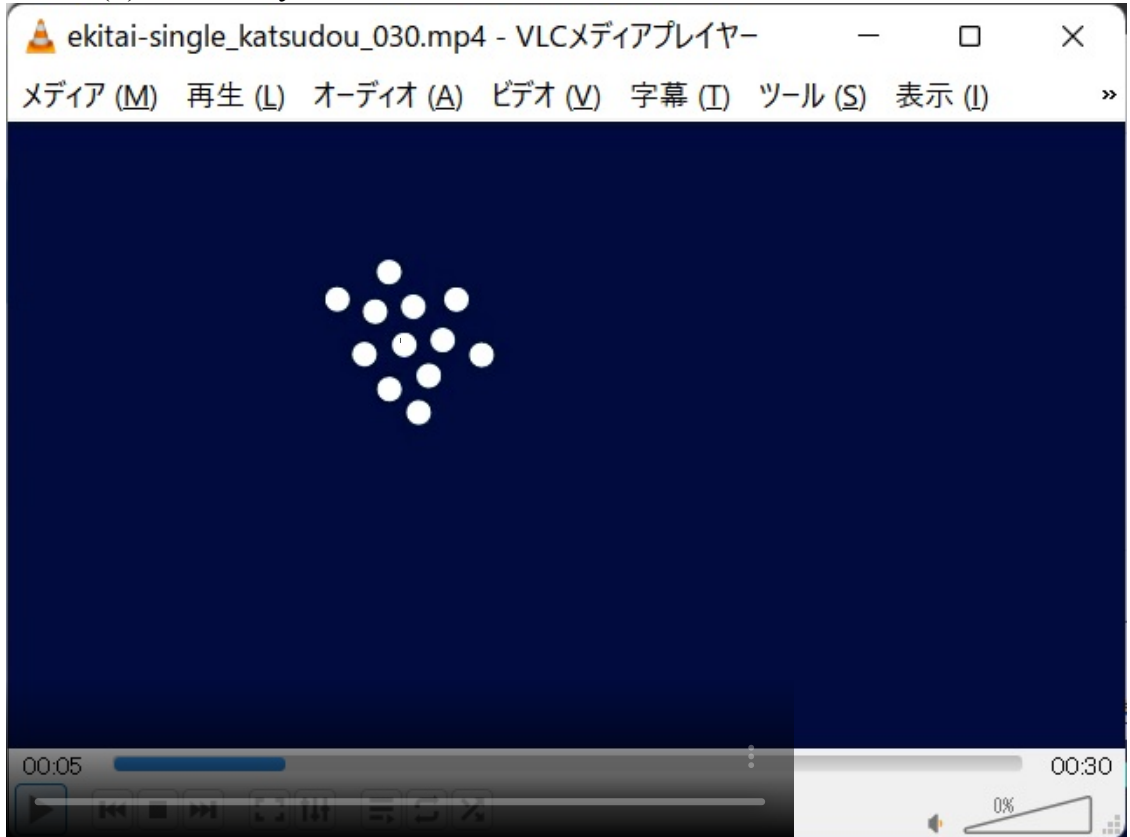 ekitai-single_katsudou_030.mp4 - VLCメディアプレイヤー
メディア (M) 再生 (L) オーディオ (A) ビデオ (V) 字幕 (T) ツール (S) 表示 (I) »
00:05 00:30
0%